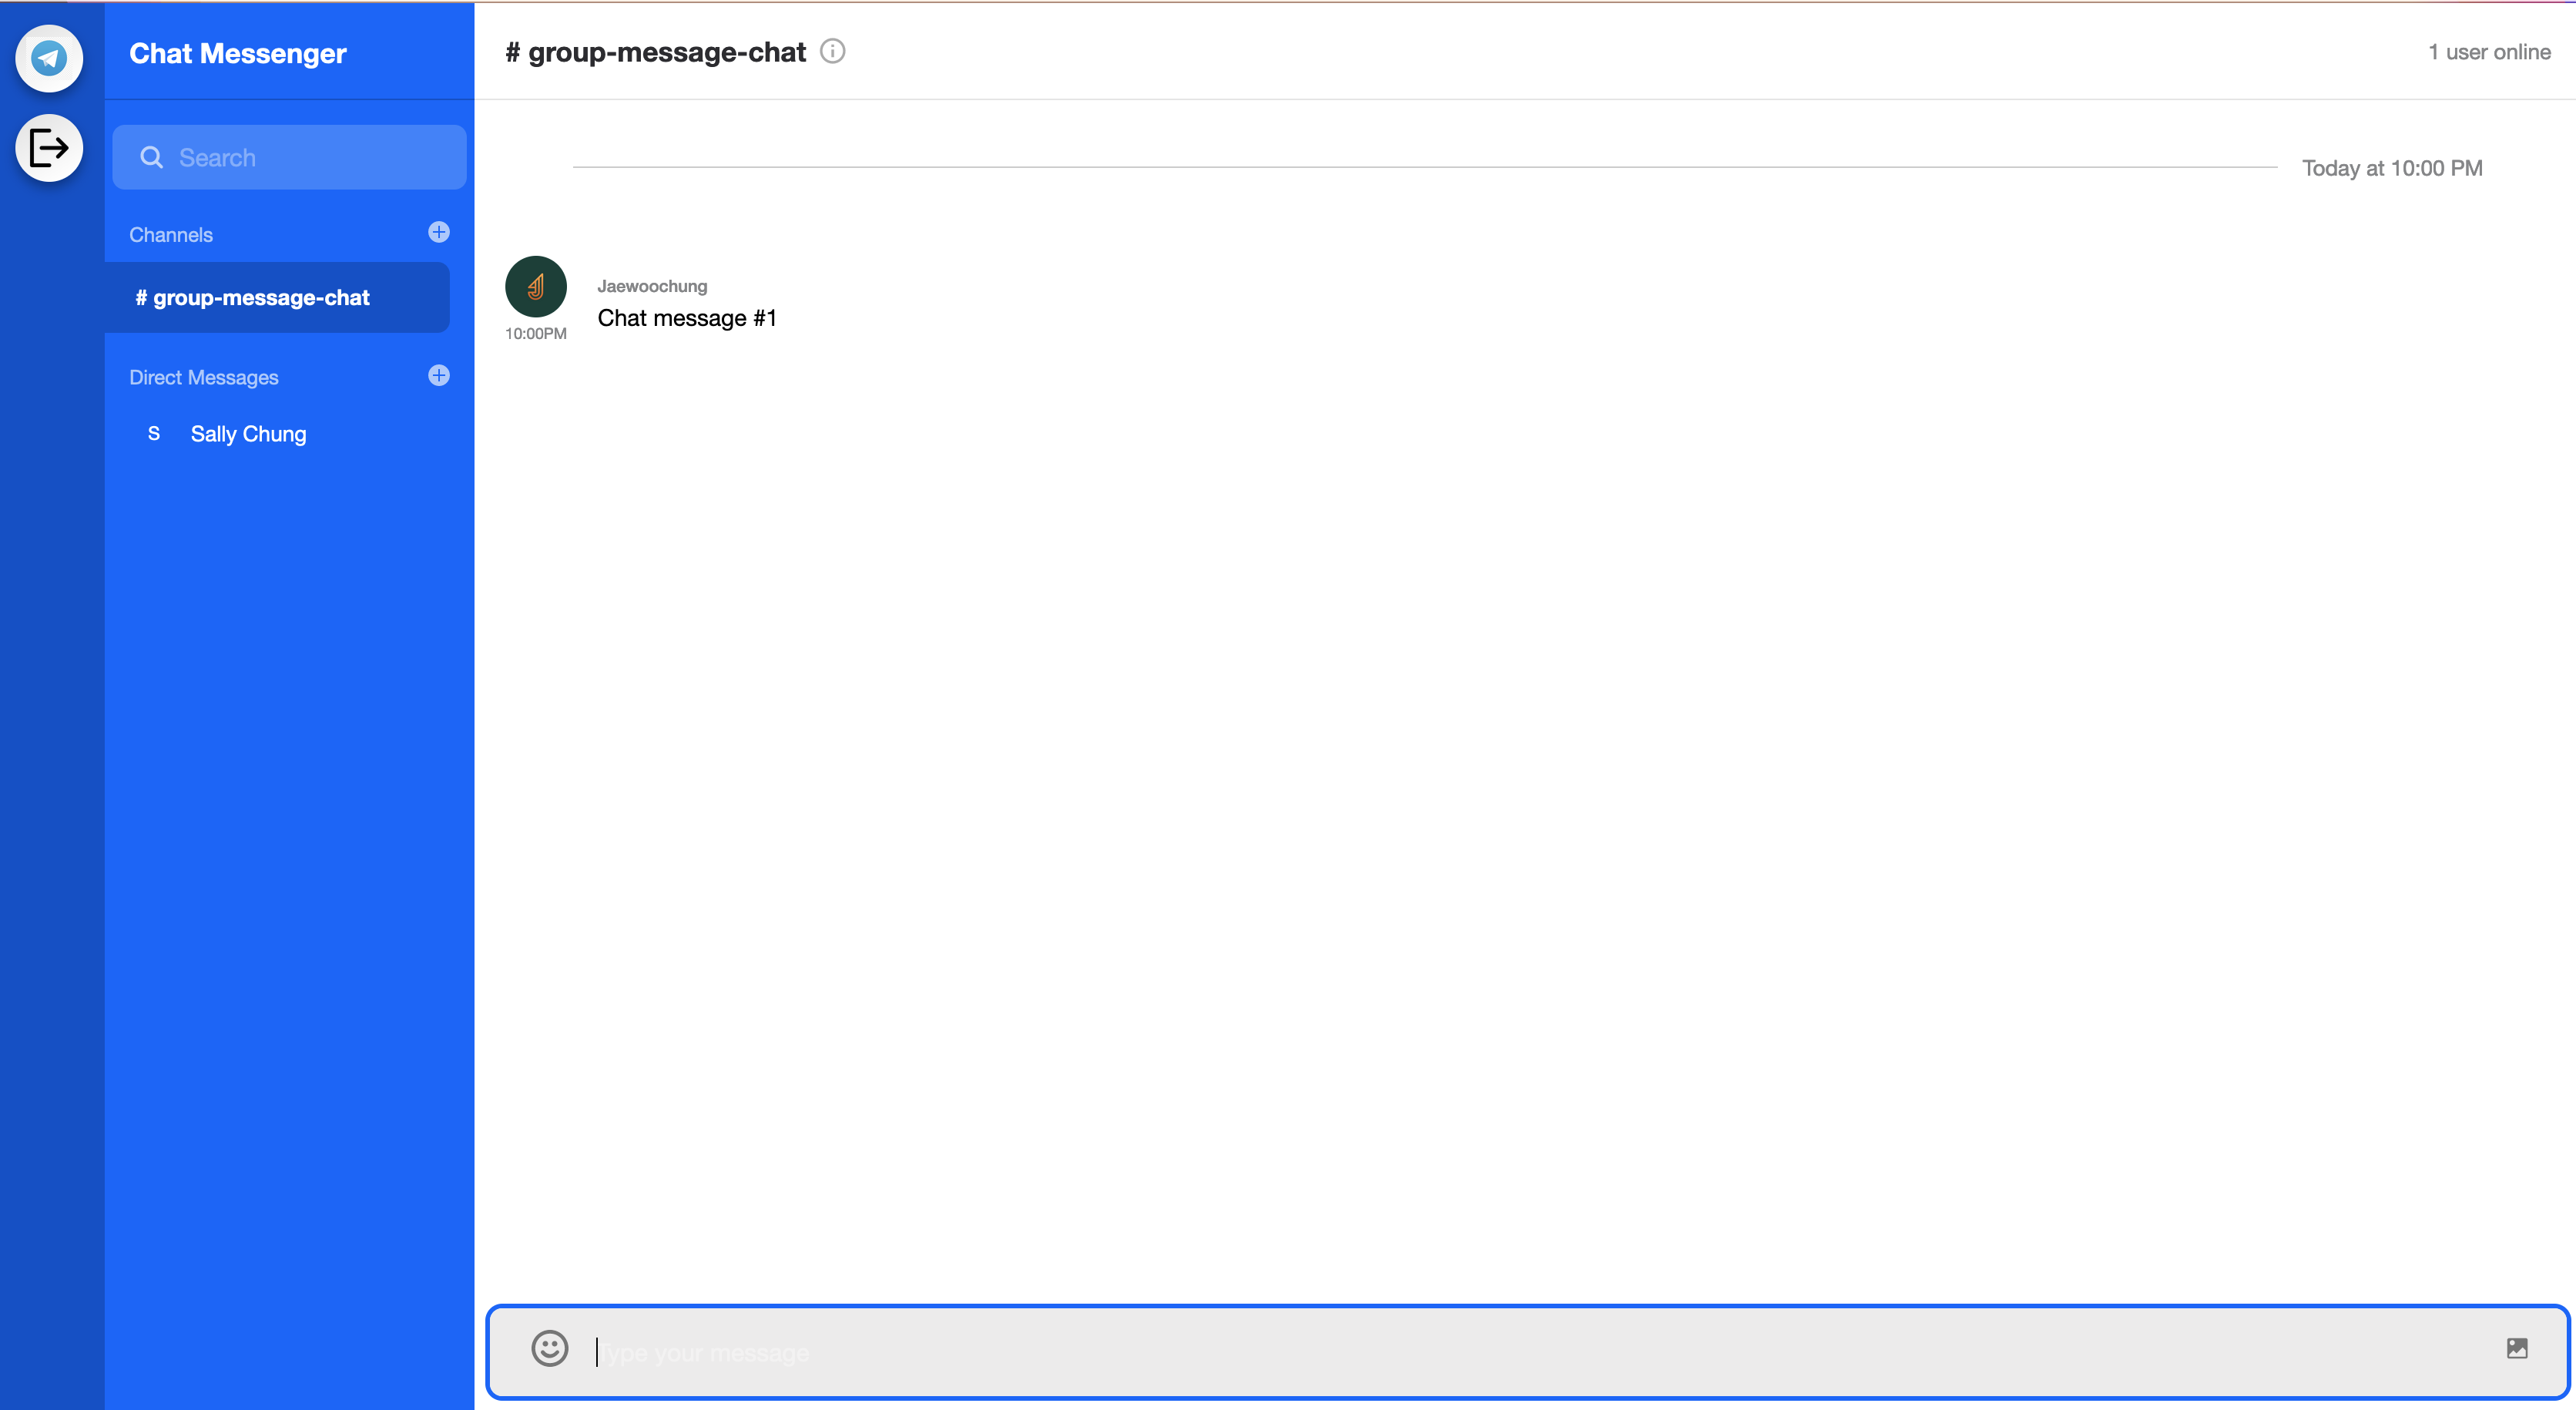 Chat Messenger
Search
Channels
# group-message-chat
Direct Messages
S Sally Chung
# group-message-chat
1 user online
Today at 10:00 PM
Jaewoochung
Chat message #1
10:00PM
Type your message